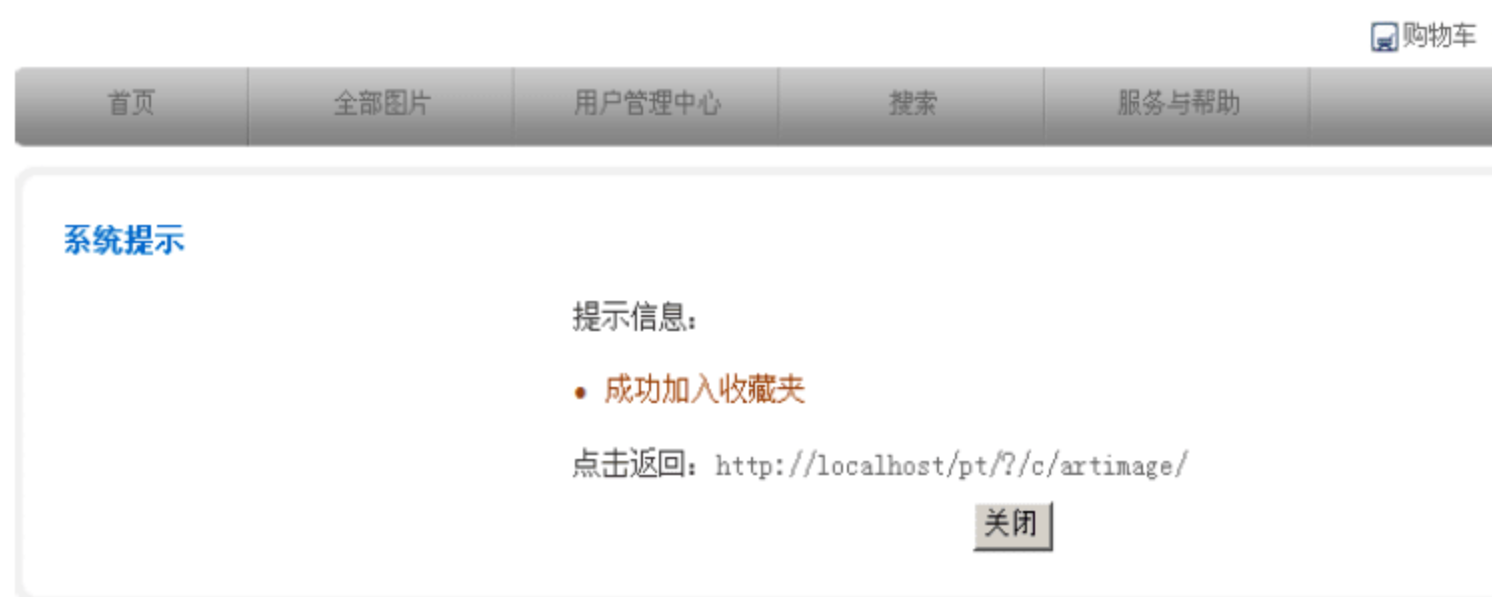 购物车
首页 全部图片 用户管理中心 搜索 服务与帮助
系统提示
提示信息：
• 成功加入收藏夹
点击返回：http://localhost/pt/?/c/artimage/
关闭